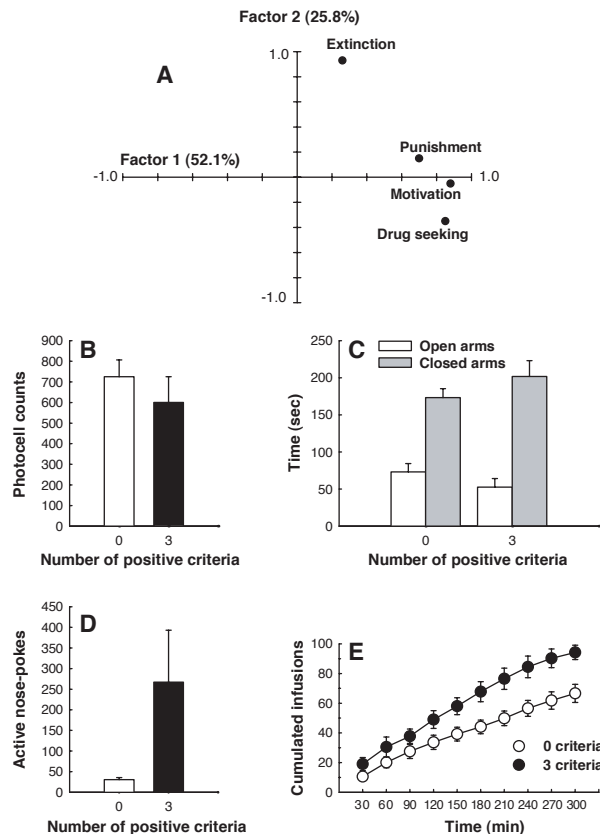 Factor 2 (25.8%)
1.0
Extinction
A
Factor 1 (52.1%)
Punishment
-1.0
1.0
Motivation
Drug seeking
-1.0
B
900
800
700
600
500
400
300
200
100
0
Photocell counts
0 3
Number of positive criteria
C
Open arms
Closed arms
250
200
150
100
50
0
Time (sec)
0 3
Number of positive criteria
D
450
400
350
300
250
200
150
100
50
0
Active nose-pokes
0 3
Number of positive criteria
E
100
80
60
40
20
0
Cumulated infusions
0 criteria
3 criteria
30 60 90 120 150 180 210 240 270 300
Time (min)